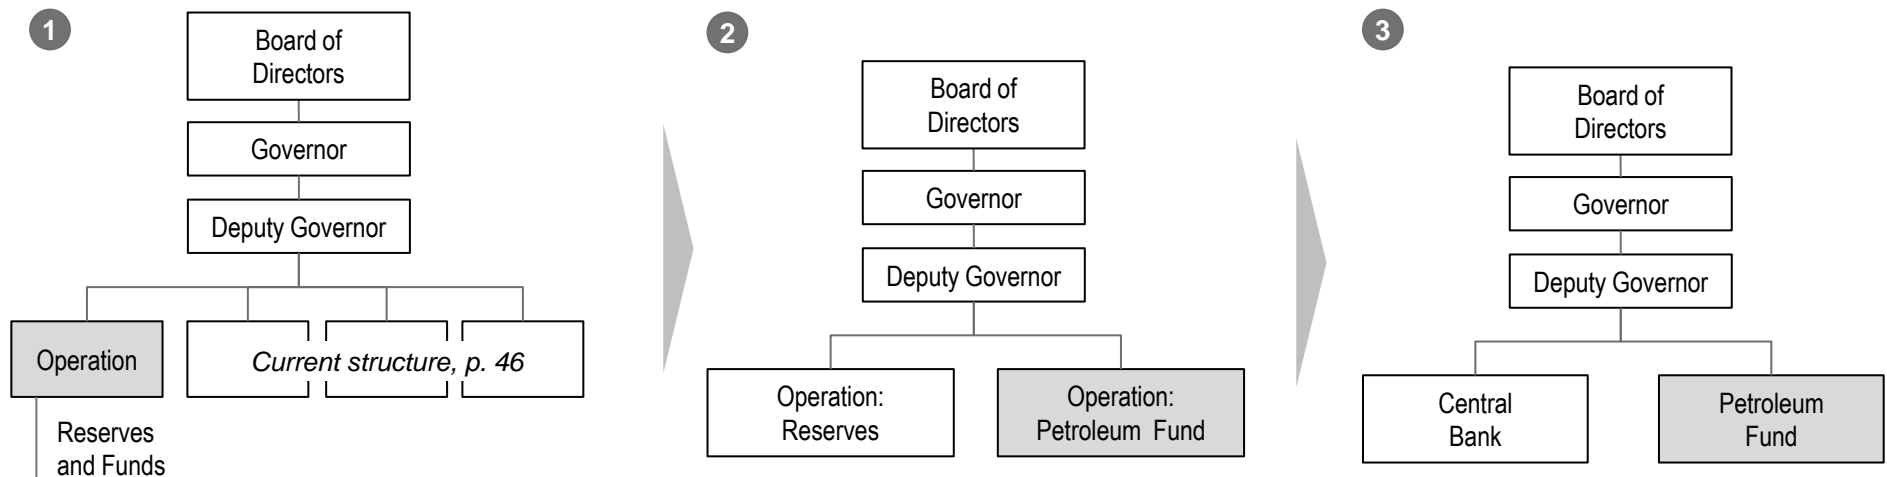 1
Board of
Directors
Governor
Deputy Governor
Operation
Current structure, p. 46
Reserves
and Funds
2
Board of
Directors
Governor
Deputy Governor
Operation:
Reserves
Operation:
Petroleum Fund
3
Board of
Directors
Governor
Deputy Governor
Central
Bank
Petroleum
Fund